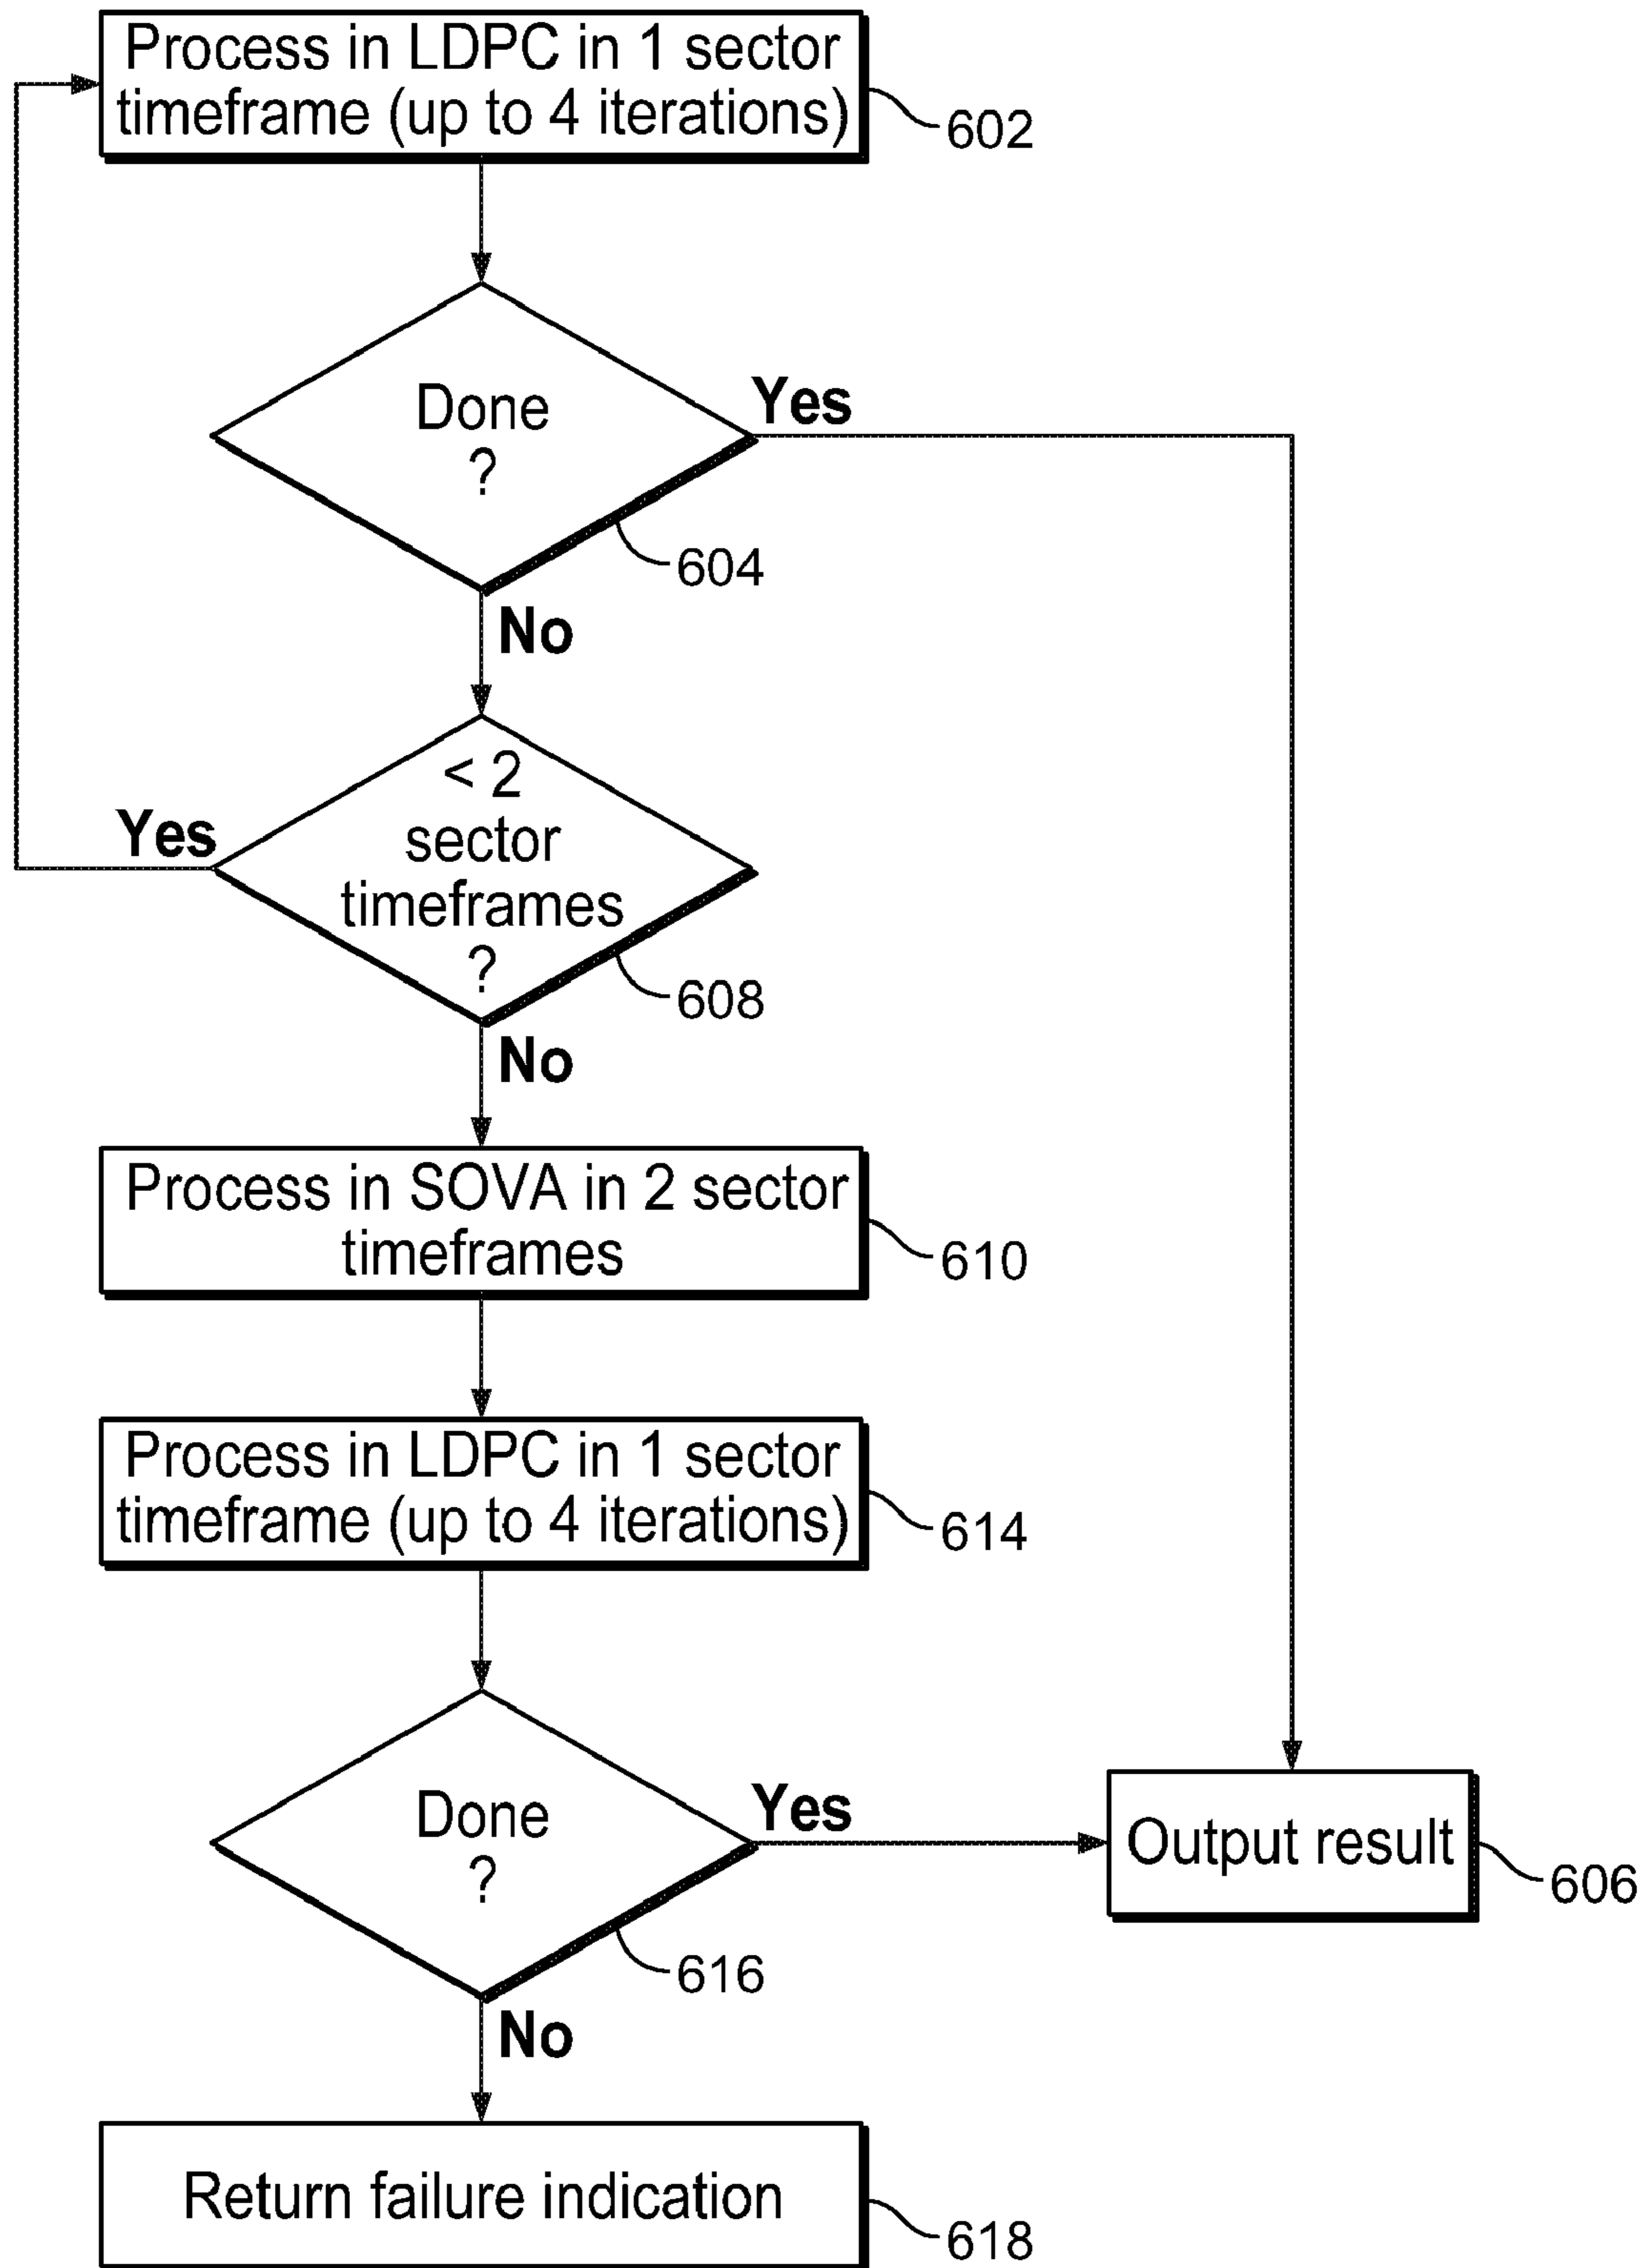 Process in LDPC in 1 sector
timeframe (up to 4 iterations)
602
Done
?
Yes
604
No
< 2
sector
timeframes
?
Yes
608
No
Process in SOVA in 2 sector
timeframes
610
Process in LDPC in 1 sector
timeframe (up to 4 iterations)
614
Done
?
Yes
Output result
606
616
No
Return failure indication
618